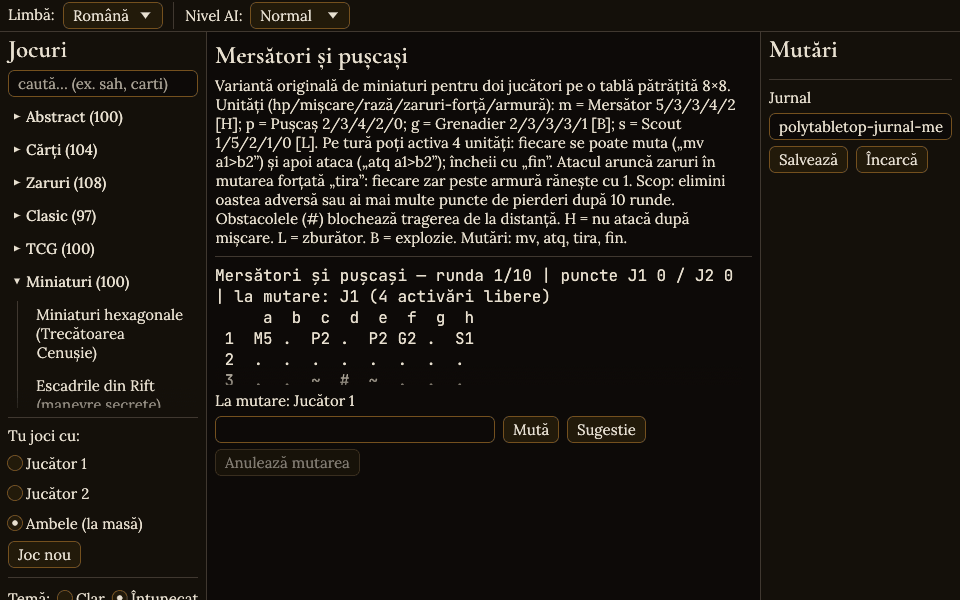 Limbă: Română ▼ Nivel AI: Normal ▼
Jocuri
caută... (ex. sah, carti)
▸ Abstract (100)
▸ Cărți (104)
▸ Zaruri (108)
▸ Clasic (97)
▸ TCG (100)
▾ Miniaturi (100)
Miniaturi hexagonale
(Trecătoarea
Cenușie)
Escadrile din Rift
(manevre secrete)
Tu joci cu:
Jucător 1
Jucător 2
Ambele (la masă)
Joc nou
Temă: Clar Întunecat
Mersători și pușcași
Variantă originală de miniaturi pentru doi jucători pe o tablă pătrățită 8×8.
Unități (hp/mișcare/rază/zaruri-forță/armură): m = Mersător 5/3/3/4/2
[H]; p = Pușcaș 2/3/4/2/0; g = Grenadier 2/3/3/3/1 [B]; s = Scout
1/5/2/1/0 [L]. Pe tură poți activa 4 unități: fiecare se poate muta („mv
a1>b2”) și apoi ataca („atq a1>b2”); închei cu „fin”. Atacul aruncă zaruri în
mutarea forțată „tira”: fiecare zar peste armură rănește cu 1. Scop: elimini
oastea adversă sau ai mai multe puncte de pierderi după 10 runde.
Obstacolele (#) blochează tragerea de la distanță. H = nu atacă după
mișcare. L = zburător. B = explozie. Mutări: mv, atq, tira, fin.
Mersători și pușcași — runda 1/10 | puncte J1 0 / J2 0
| la mutare: J1 (4 activări libere)
a b c d e f g h
1 M5 . P2 . P2 G2 . S1
2 . . . . . . . .
3 . . ~ # ~ . . .
La mutare: Jucător 1
Mută Sugestie
Anulează mutarea
Mutări
Jurnal
polytabletop-jurnal-me
Salvează Încarcă